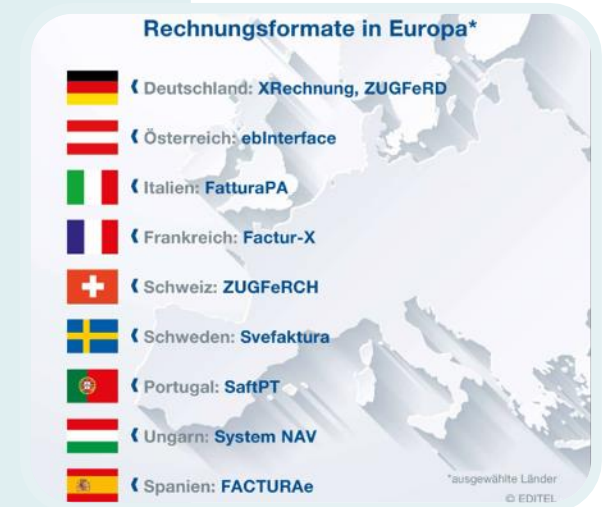 Rechnungsformate in Europa*
Deutschland: XRechnung, ZUGFeRD
Österreich: ebInterface
Italien: FatturaPA
Frankreich: Factur-X
Schweiz: ZUGFeRCH
Schweden: Svefaktura
Portugal: SaftPT
Ungarn: System NAV
Spanien: FACTURAe
*ausgewählte Länder
© EDITEL